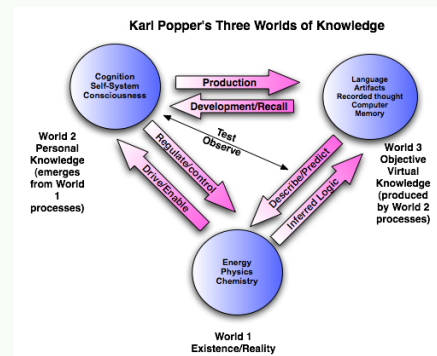 Karl Popper's Three Worlds of Knowledge
Cognition
Self-System
Consciousness
Production
Development/Recall
Language
Artifacts
Recorded thought
Computer
Memory
Test
Observe
World 2
Personal
Knowledge
(emerges
from World
1
processes)
Regulate/control
Drive/Enable
Describe/Predict
Inferred Logic
World 3
Objective
Virtual
Knowledge
(produced
by World 2
processes)
Energy
Physics
Chemistry
World 1
Existence/Reality